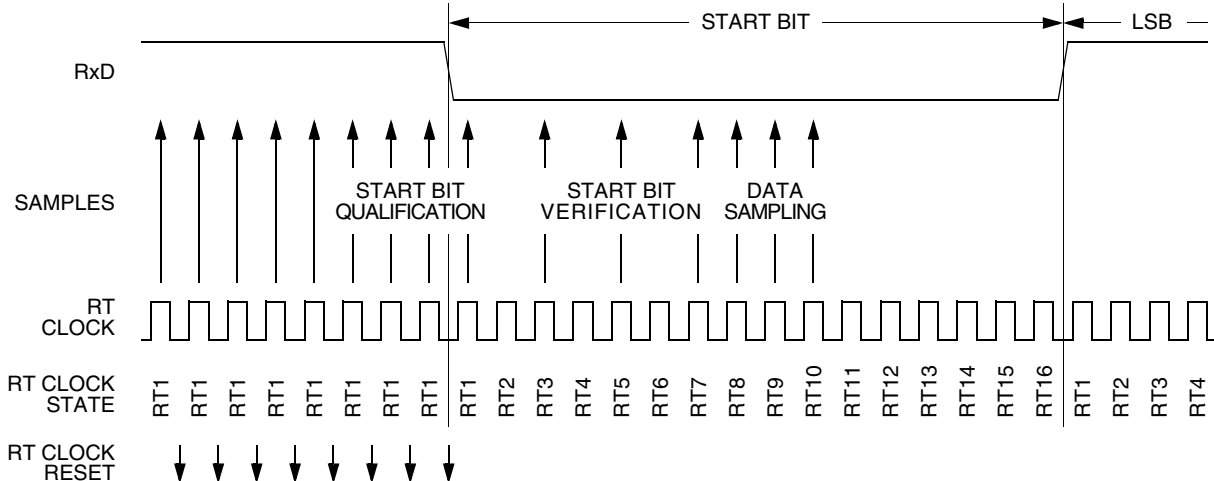 START BIT LSB
RxD
SAMPLES
START BIT
QUALIFICATION
START BIT
VERIFICATION
DATA
SAMPLING
RT
CLOCK
RT CLOCK
STATE
RT1 RT1 RT1 RT1 RT1 RT1 RT1 RT1 RT1 RT2 RT3 RT4 RT5 RT6 RT7 RT8 RT9 RT10 RT11 RT12 RT13 RT14 RT15 RT16 RT1 RT2 RT3 RT4
RT CLOCK
RESET